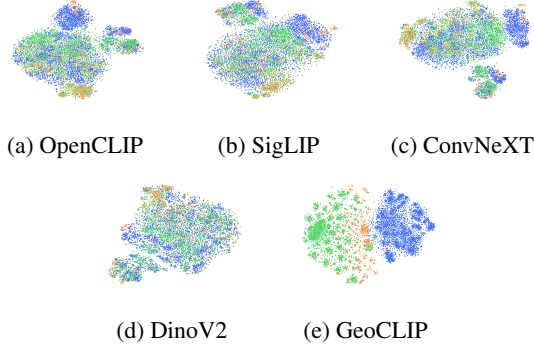 (a) OpenCLIP
(b) SigLIP
(c) ConvNeXT
(d) DinoV2
(e) GeoCLIP